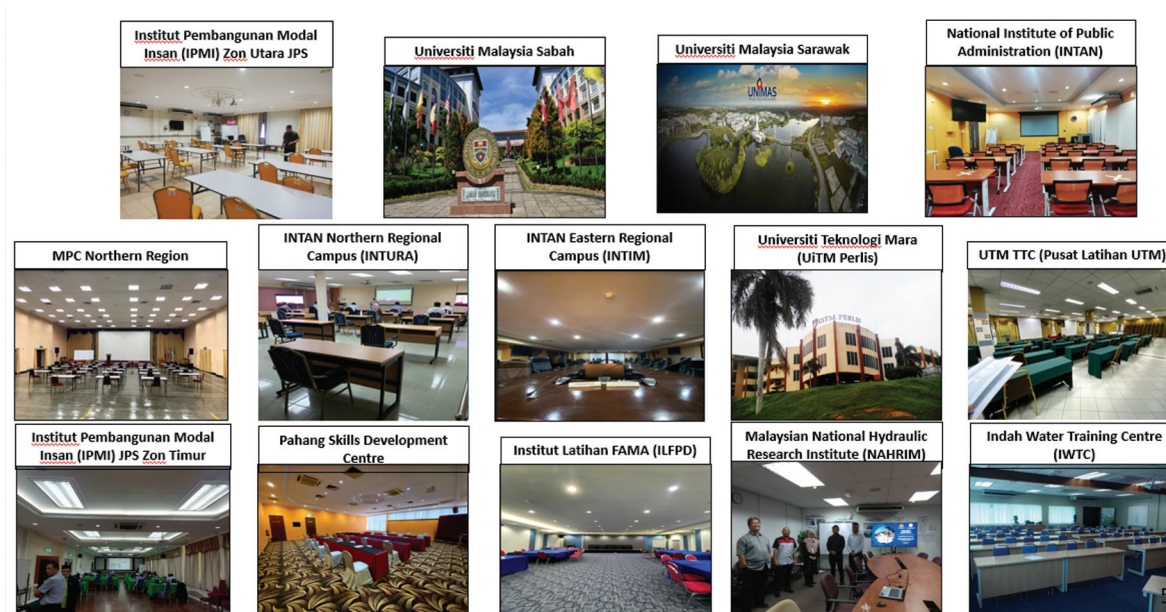 Institut Pembangunan Modal
Insan (IPMI) Zon Utara JPS
Universiti Malaysia Sabah
Universiti Malaysia Sarawak
National Institute of Public
Administration (INTAN)
UNIMAS
MPC Northern Region
INTAN Northern Regional
Campus (INTURA)
INTAN Eastern Regional
Campus (INTIM)
Universiti Teknologi Mara
(UiTM Perlis)
UTM TTC (Pusat Latihan UTM)
UiTM PERLIS
Institut Pembangunan Modal
Insan (IPMI) JPS Zon Timur
Pahang Skills Development
Centre
Institut Latihan FAMA (ILFPD)
Malaysian National Hydraulic
Research Institute (NAHRIM)
Indah Water Training Centre
(IWTC)